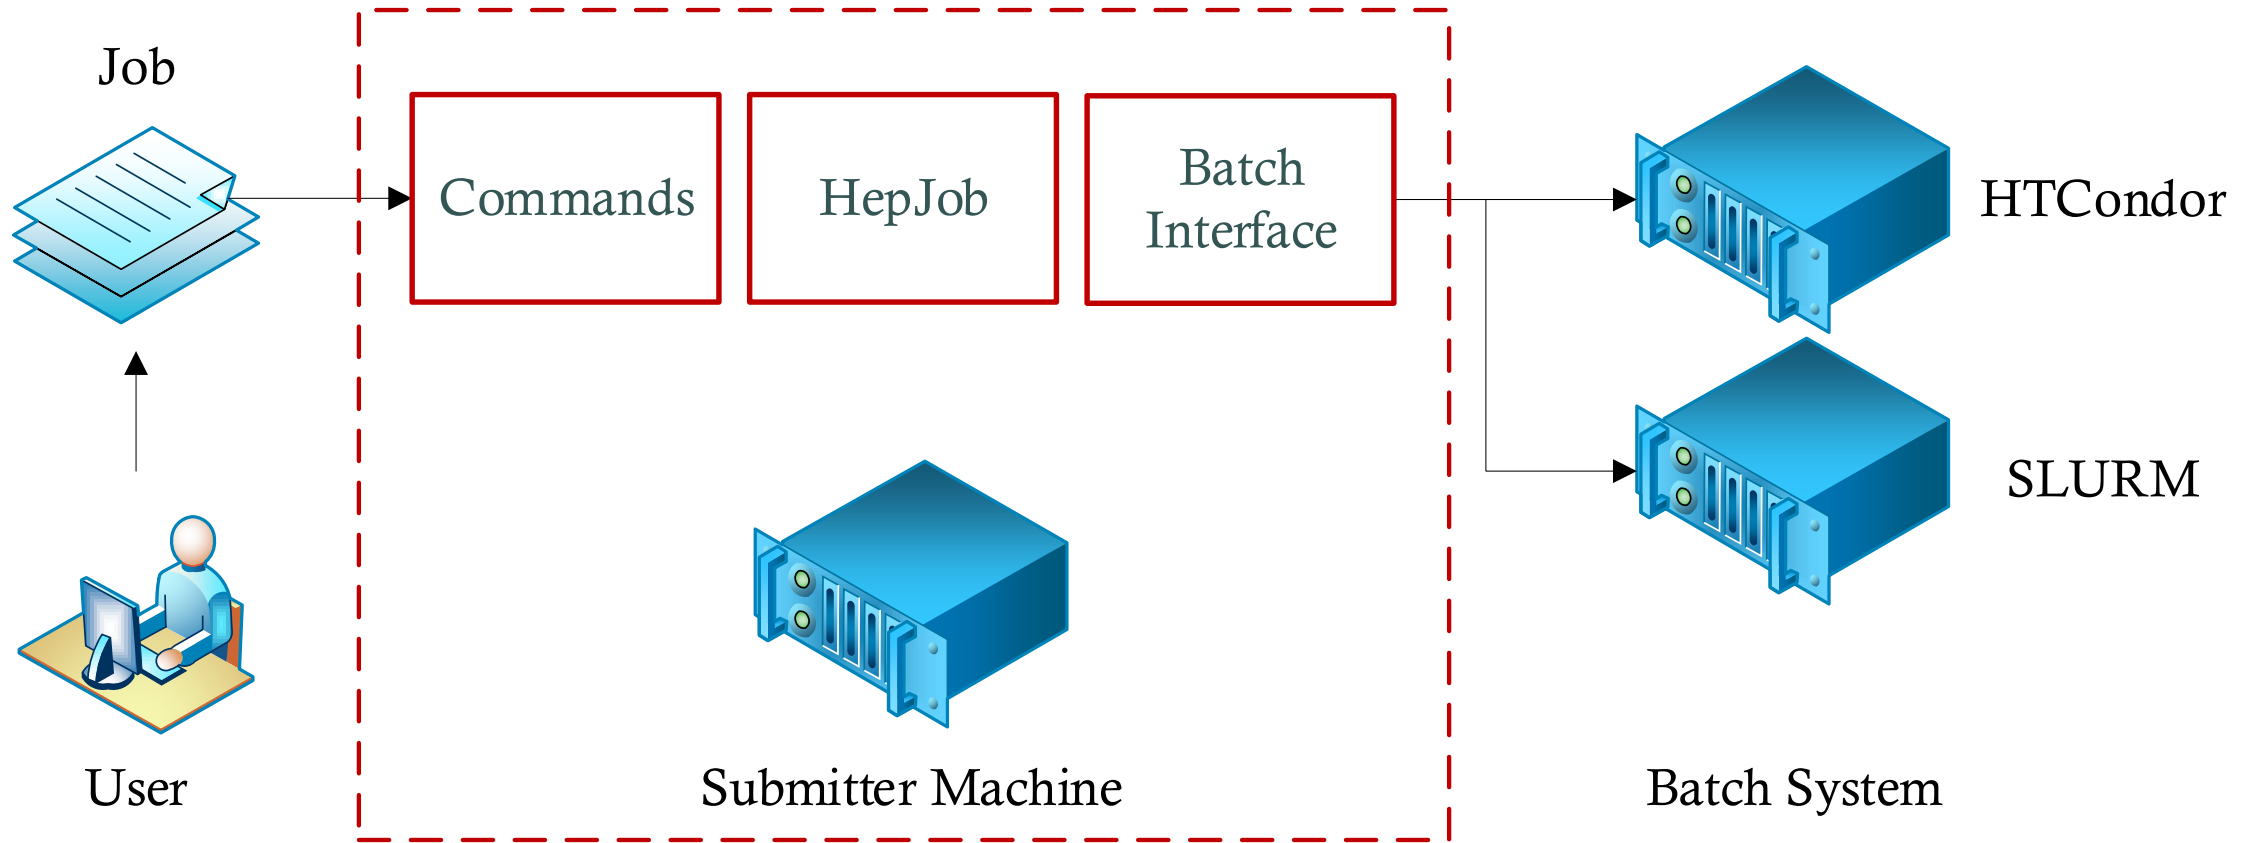 Job
Commands
HepJob
Batch
Interface
HTCondor
SLURM
User
Submitter Machine
Batch System